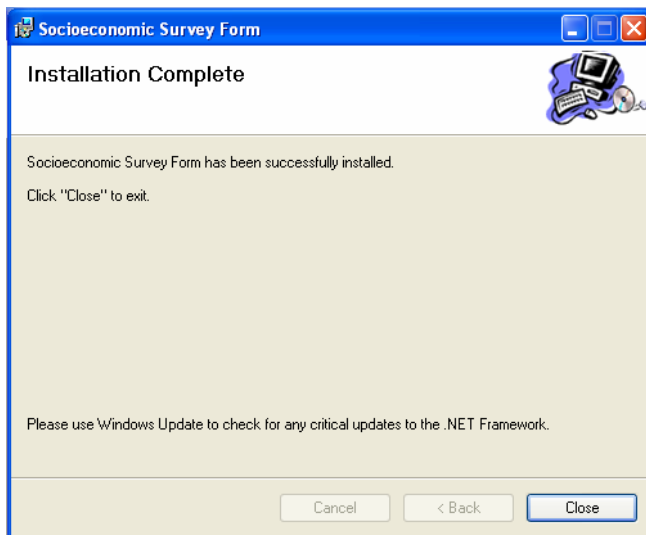 Socioeconomic Survey Form
Installation Complete
Socioeconomic Survey Form has been successfully installed.
Click "Close" to exit.
Please use Windows Update to check for any critical updates to the .NET Framework.
Cancel
< Back
Close